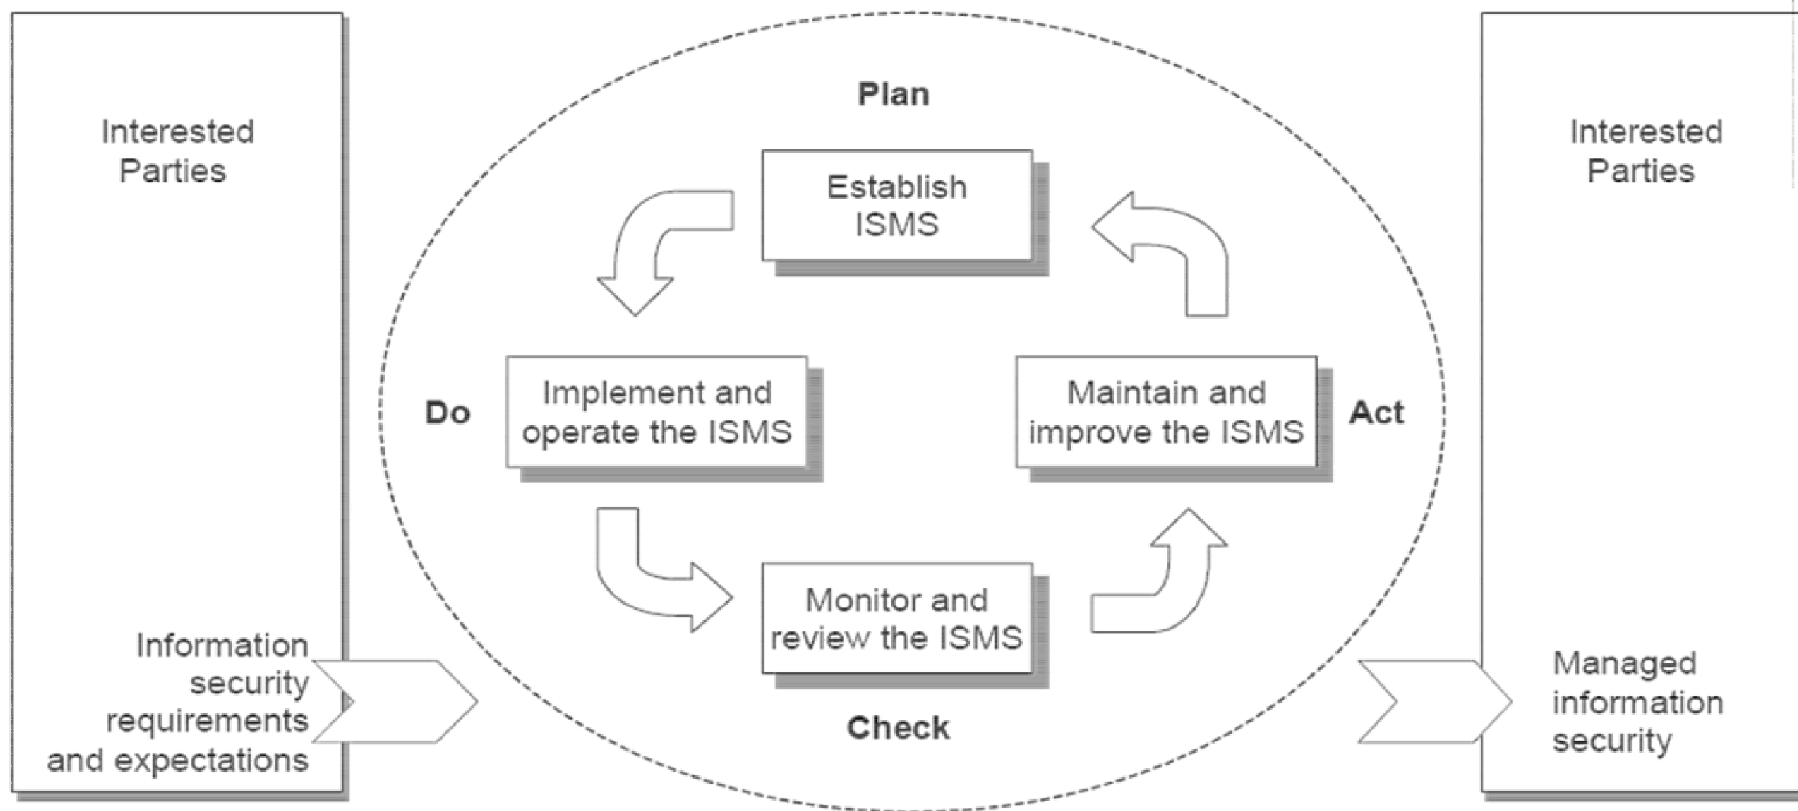 Interested
Parties
Information
security
requirements
and expectations
Plan
Establish
ISMS
Do
Implement and
operate the ISMS
Maintain and
improve the ISMS
Act
Monitor and
review the ISMS
Check
Interested
Parties
Managed
information
security